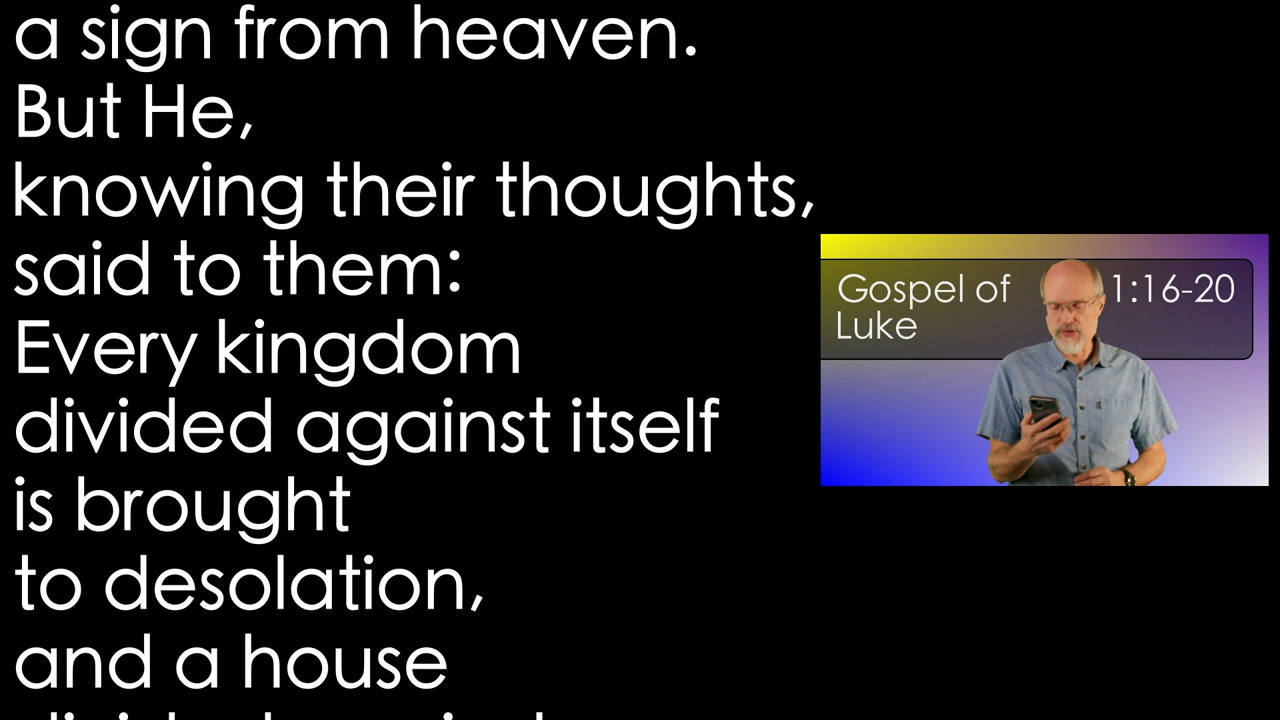 a sign from heaven.
But He,
knowing their thoughts,
said to them:
Every kingdom
divided against itself
is brought
to desolation,
and a house
Gospel of 1:16-20
Luke